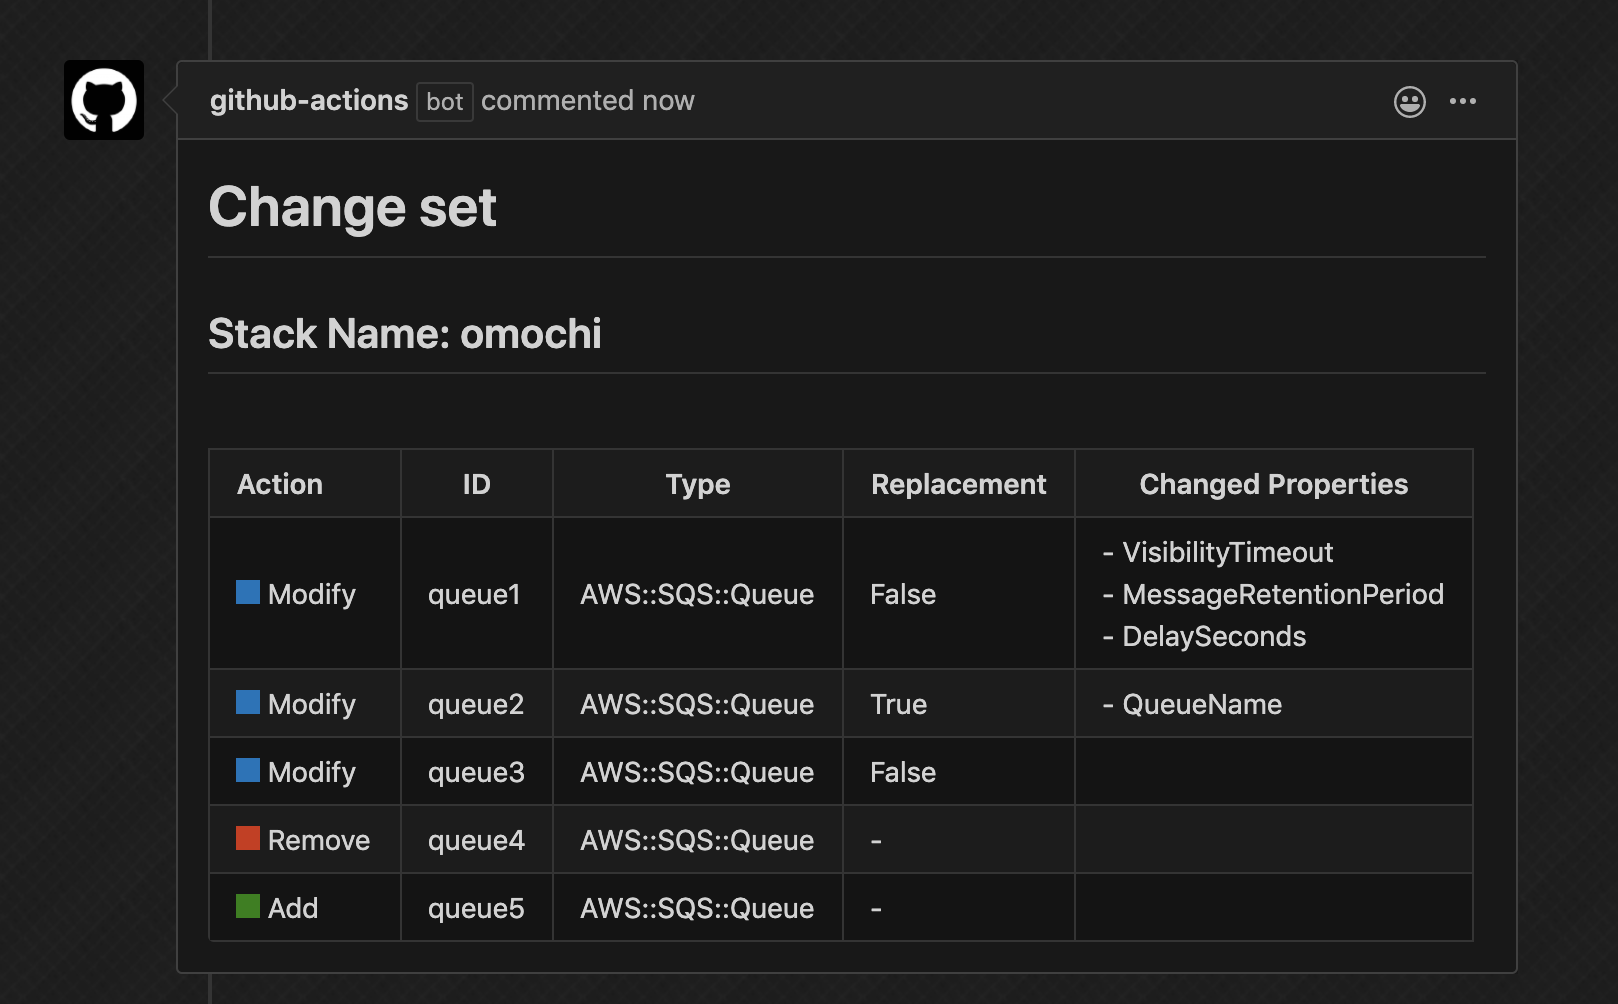 github-actions bot commented now
Change set
Stack Name: omochi
Action ID Type Replacement Changed Properties
Modify queue1 AWS::SQS::Queue False - VisibilityTimeout
- MessageRetentionPeriod
- DelaySeconds
Modify queue2 AWS::SQS::Queue True - QueueName
Modify queue3 AWS::SQS::Queue False
Remove queue4 AWS::SQS::Queue -
Add queue5 AWS::SQS::Queue -